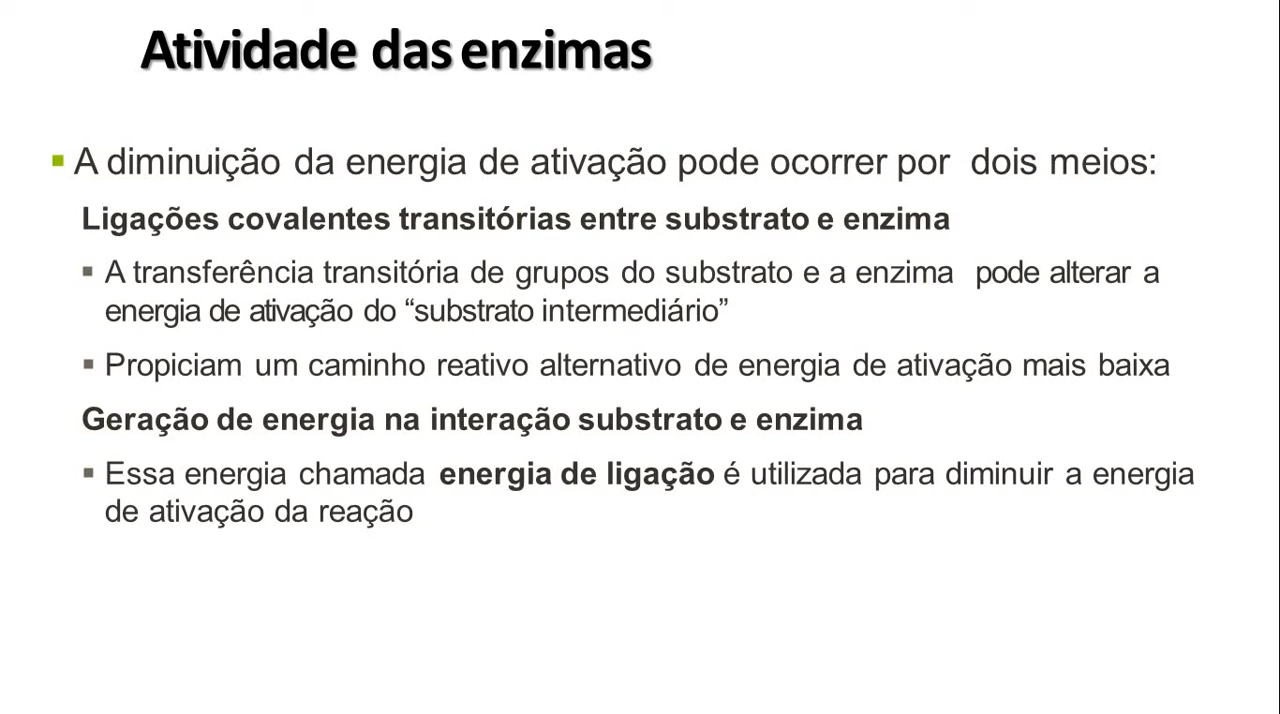 Atividade das enzimas
▪ A diminuição da energia de ativação pode ocorrer por dois meios:
Ligações covalentes transitórias entre substrato e enzima
▪ A transferência transitória de grupos do substrato e a enzima pode alterar a
energia de ativação do “substrato intermediário”
▪ Propiciam um caminho reativo alternativo de energia de ativação mais baixa
Geração de energia na interação substrato e enzima
▪ Essa energia chamada energia de ligação é utilizada para diminuir a energia
de ativação da reação